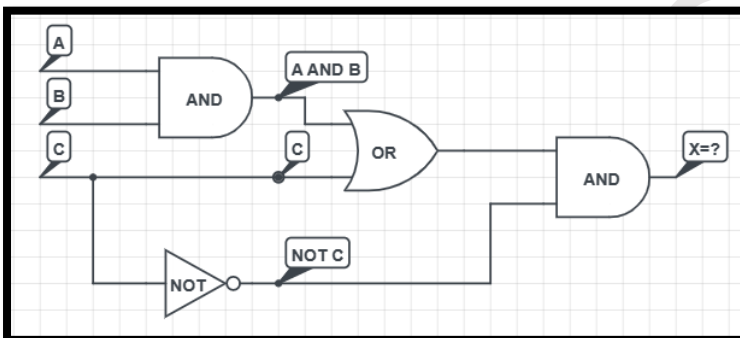 A
AND
A AND B
B
C
C
OR
AND
X=?
NOT
NOT C